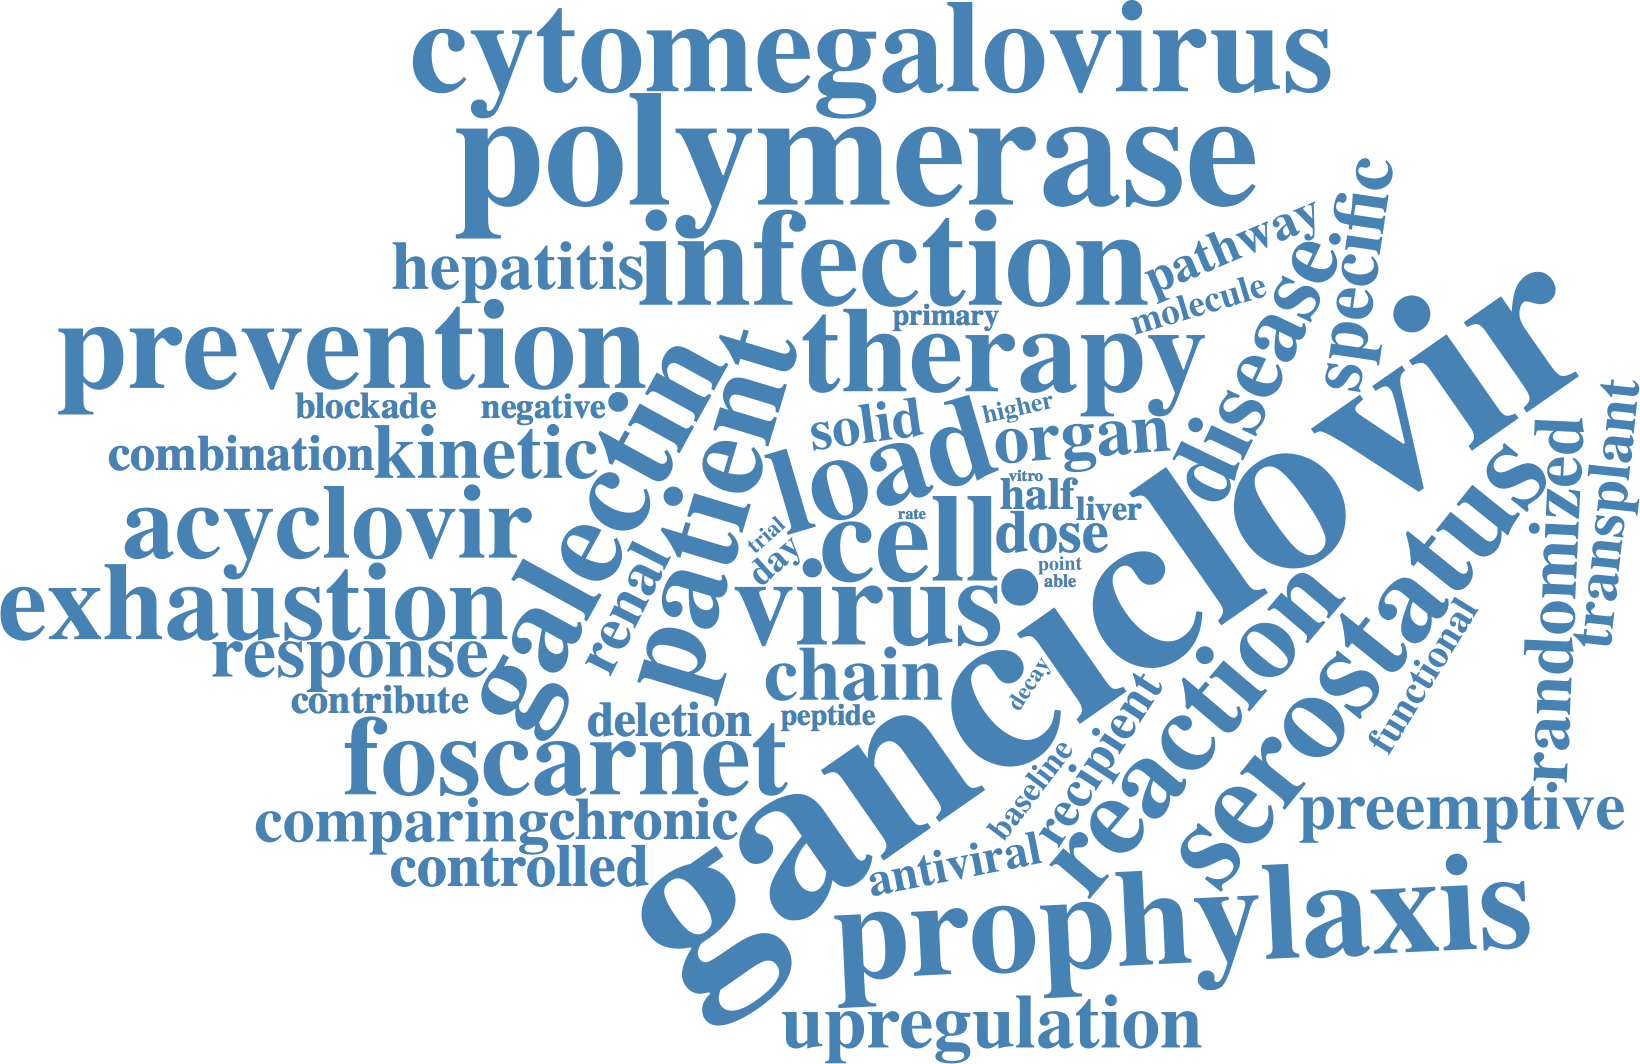 cytomegalovirus
polymerase
infection
hepatitis
pathway
specific
molecule
disease
primary
prevention
therapy
ganciclovir
blockade
negative
galectin
patient
solid
load
higher
organ
combination
kinetic
vitro
half
liver
acyclovir
cell
rate
dose
trial
day
point
able
randomized
transplant
serostatus
exhaustion
renal
virus
reaction
functional
response
chain
decay
contribute
deletion
peptide
recipient
baseline
foscarnet
preemptive
comparing
chronic
controlled
antiviral
prophylaxis
upregulation